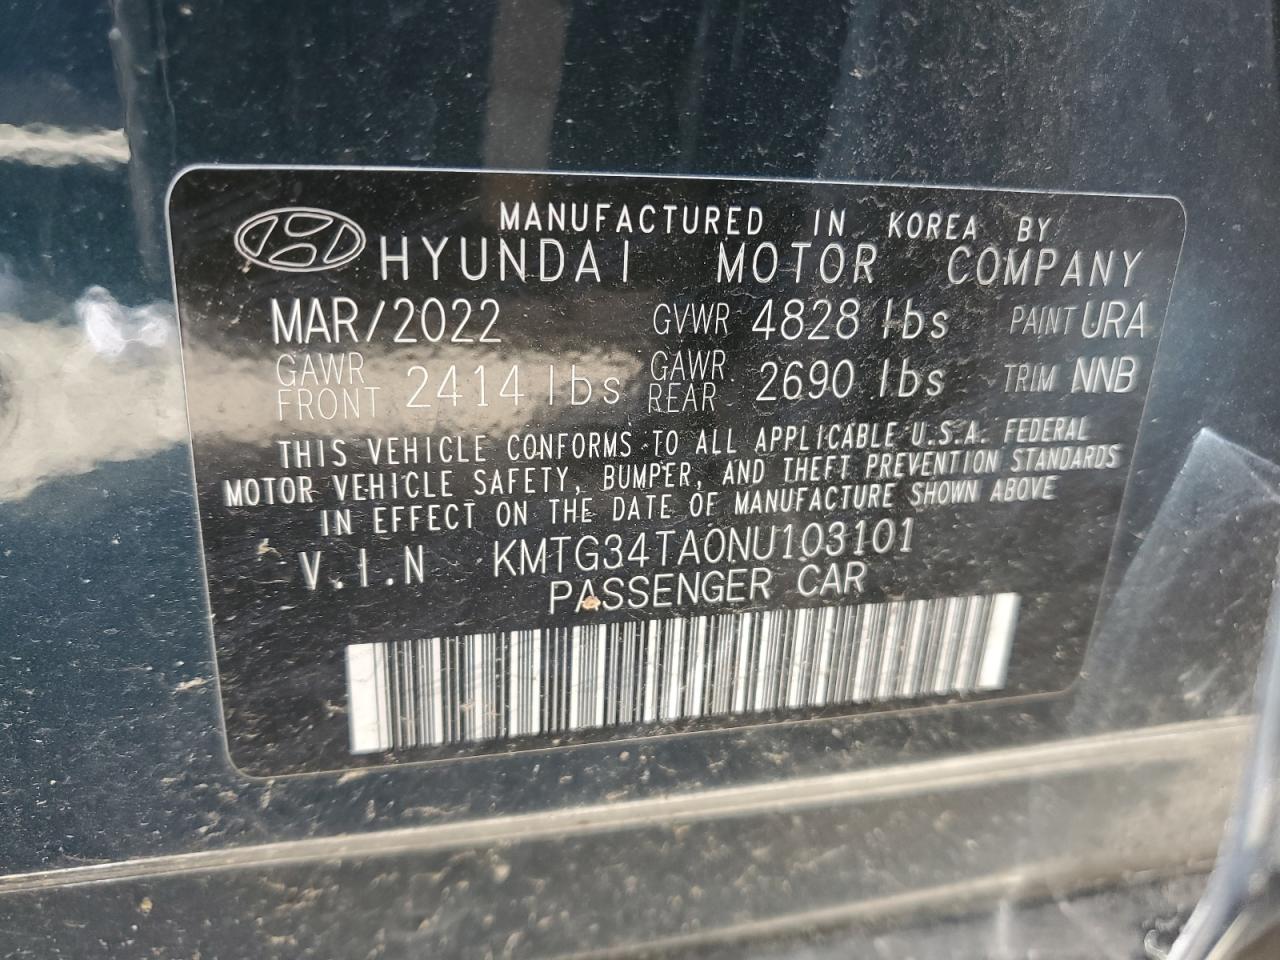 MANUFACTURED IN KOREA BY
HYUNDAI MOTOR COMPANY
MAR/2022 GVWR 4828 lbs PAINT URA
GAWR FRONT 2414 lbs GAWR REAR 2690 lbs TRIM NNB
THIS VEHICLE CONFORMS TO ALL APPLICABLE U.S.A. FEDERAL
MOTOR VEHICLE SAFETY, BUMPER, AND THEFT PREVENTION STANDARDS
IN EFFECT ON THE DATE OF MANUFACTURE SHOWN ABOVE
V.I.N KMTG34TA0NU103101
PASSENGER CAR